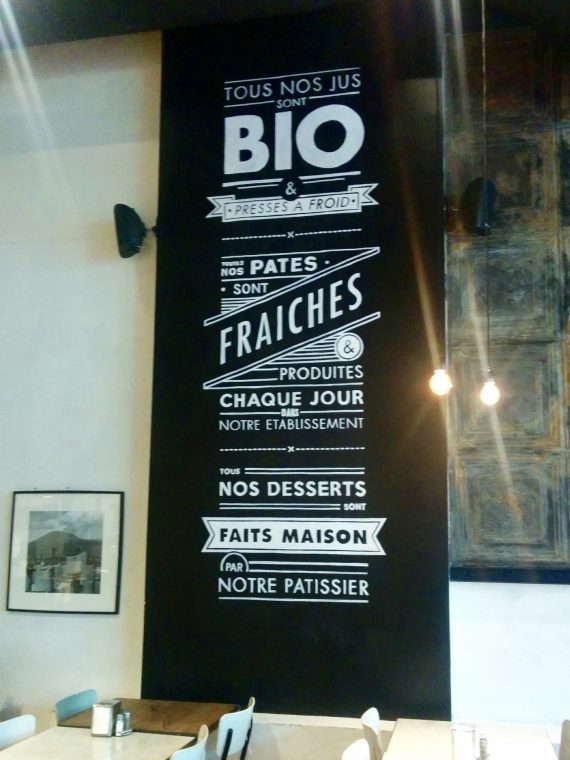 TOUS NOS JUS
SONT
BIO
&
• PRESSES A FROID •
TOUTES
NOS PATES •
• SONT
FRAICHES
&
PRODUITES
CHAQUE JOUR
DANS
NOTRE ETABLISSEMENT
TOUS
NOS DESSERTS
SONT
FAITS MAISON
PAR
NOTRE PATISSIER